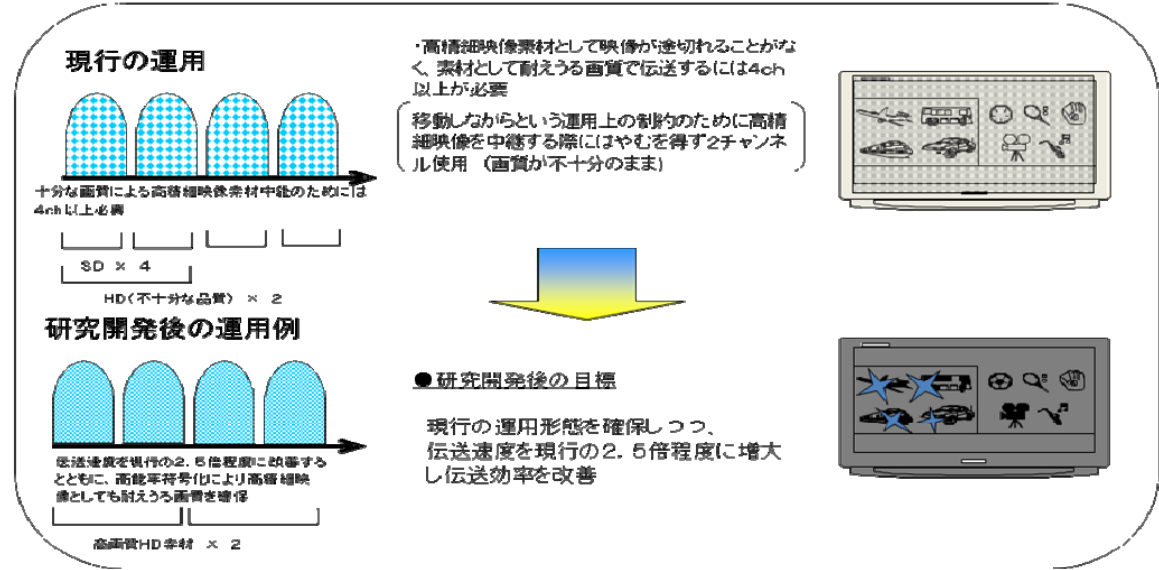 現行の運用
十分な画質による高精細映像素材中継のためには
4ch以上必要
SD × 4
HD(不十分な品質) × 2
・高精細映像素材として映像が途切れることがな
く、素材として耐えうる画質で伝送するには4ch
以上が必要
移動しながらという運用上の制約のために高精
細映像を中継する際にはやむを得ず2チャンネ
ル使用 (画質が不十分のまま)
研究開発後の運用例
伝送速度を現行の2.5倍程度に改善する
とともに、高能率符号化により高精細映
像としても耐えうる画質を確保
高画質HD素材 × 2
●研究開発後の目標
現行の運用形態を確保しつつ、
伝送速度を現行の2.5倍程度に増大
し伝送効率を改善